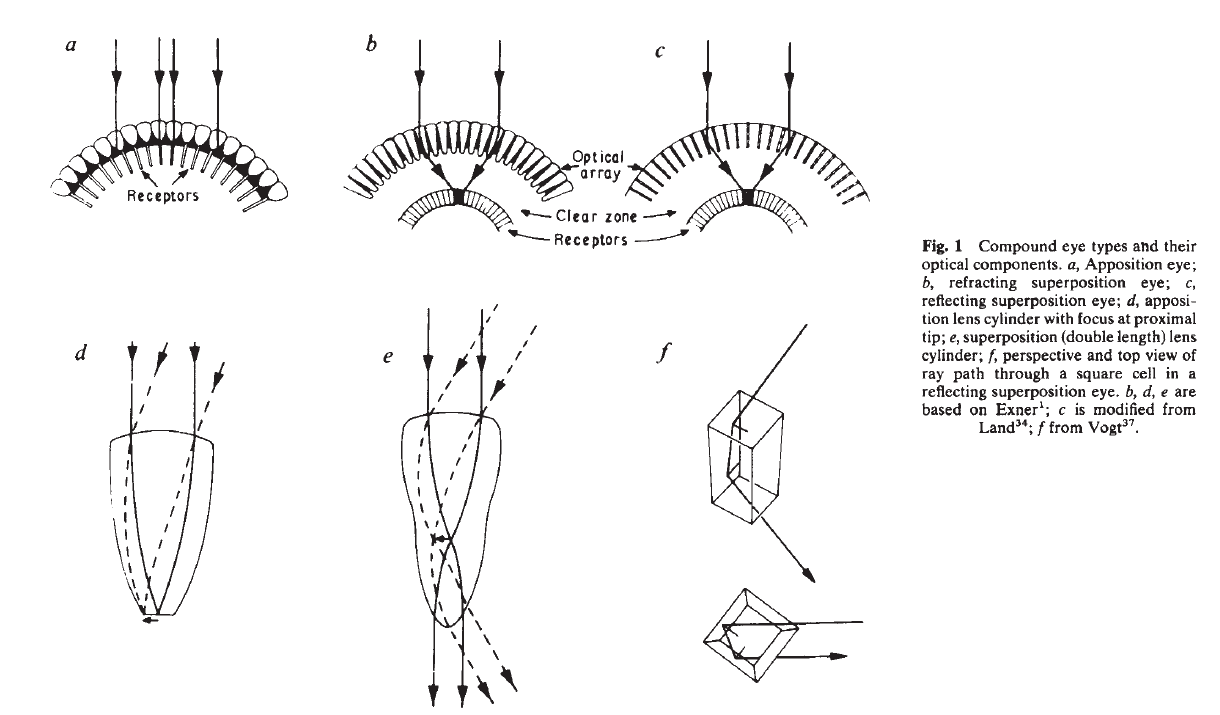 a
b
c
Receptors
Optical
array
Clear zone
Receptors
d
e
f
Fig. 1 Compound eye types and their
optical components. a, Apposition eye;
b, refracting superposition eye; c,
reflecting superposition eye; d, apposi-
tion lens cylinder with focus at proximal
tip; e, superposition (double length) lens
cylinder; f, perspective and top view of
ray path through a square cell in a
reflecting superposition eye. b, d, e are
based on Exner¹; c is modified from
Land³⁴; f from Vogt³⁷.